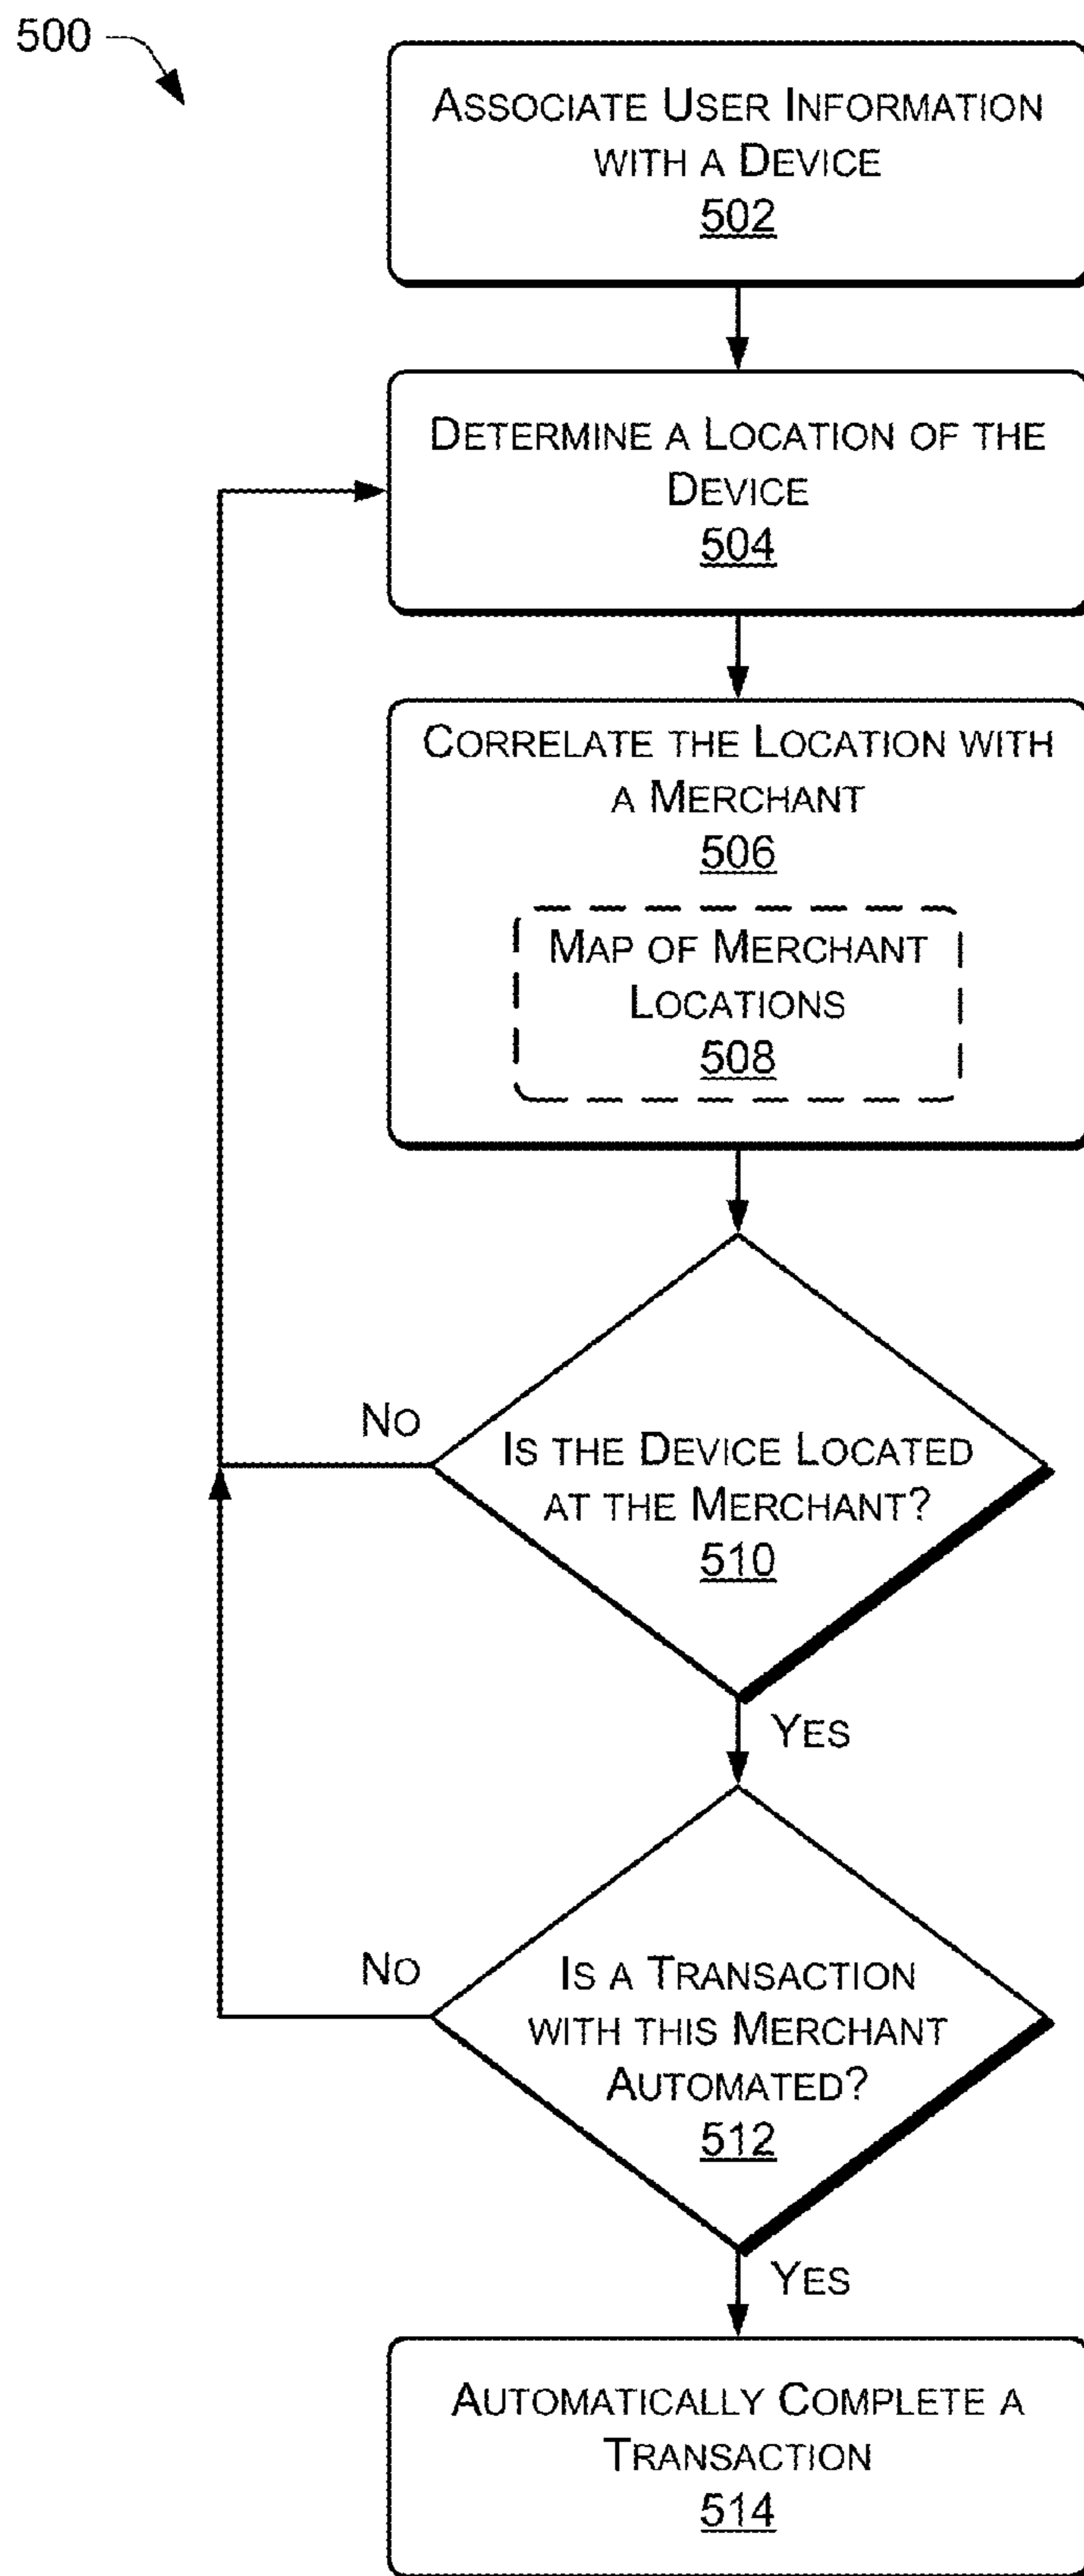 500
ASSOCIATE USER INFORMATION
WITH A DEVICE
502
DETERMINE A LOCATION OF THE
DEVICE
504
CORRELATE THE LOCATION WITH
A MERCHANT
506
MAP OF MERCHANT
LOCATIONS
508
NO
IS THE DEVICE LOCATED
AT THE MERCHANT?
510
YES
NO
IS A TRANSACTION
WITH THIS MERCHANT
AUTOMATED?
512
YES
AUTOMATICALLY COMPLETE A
TRANSACTION
514